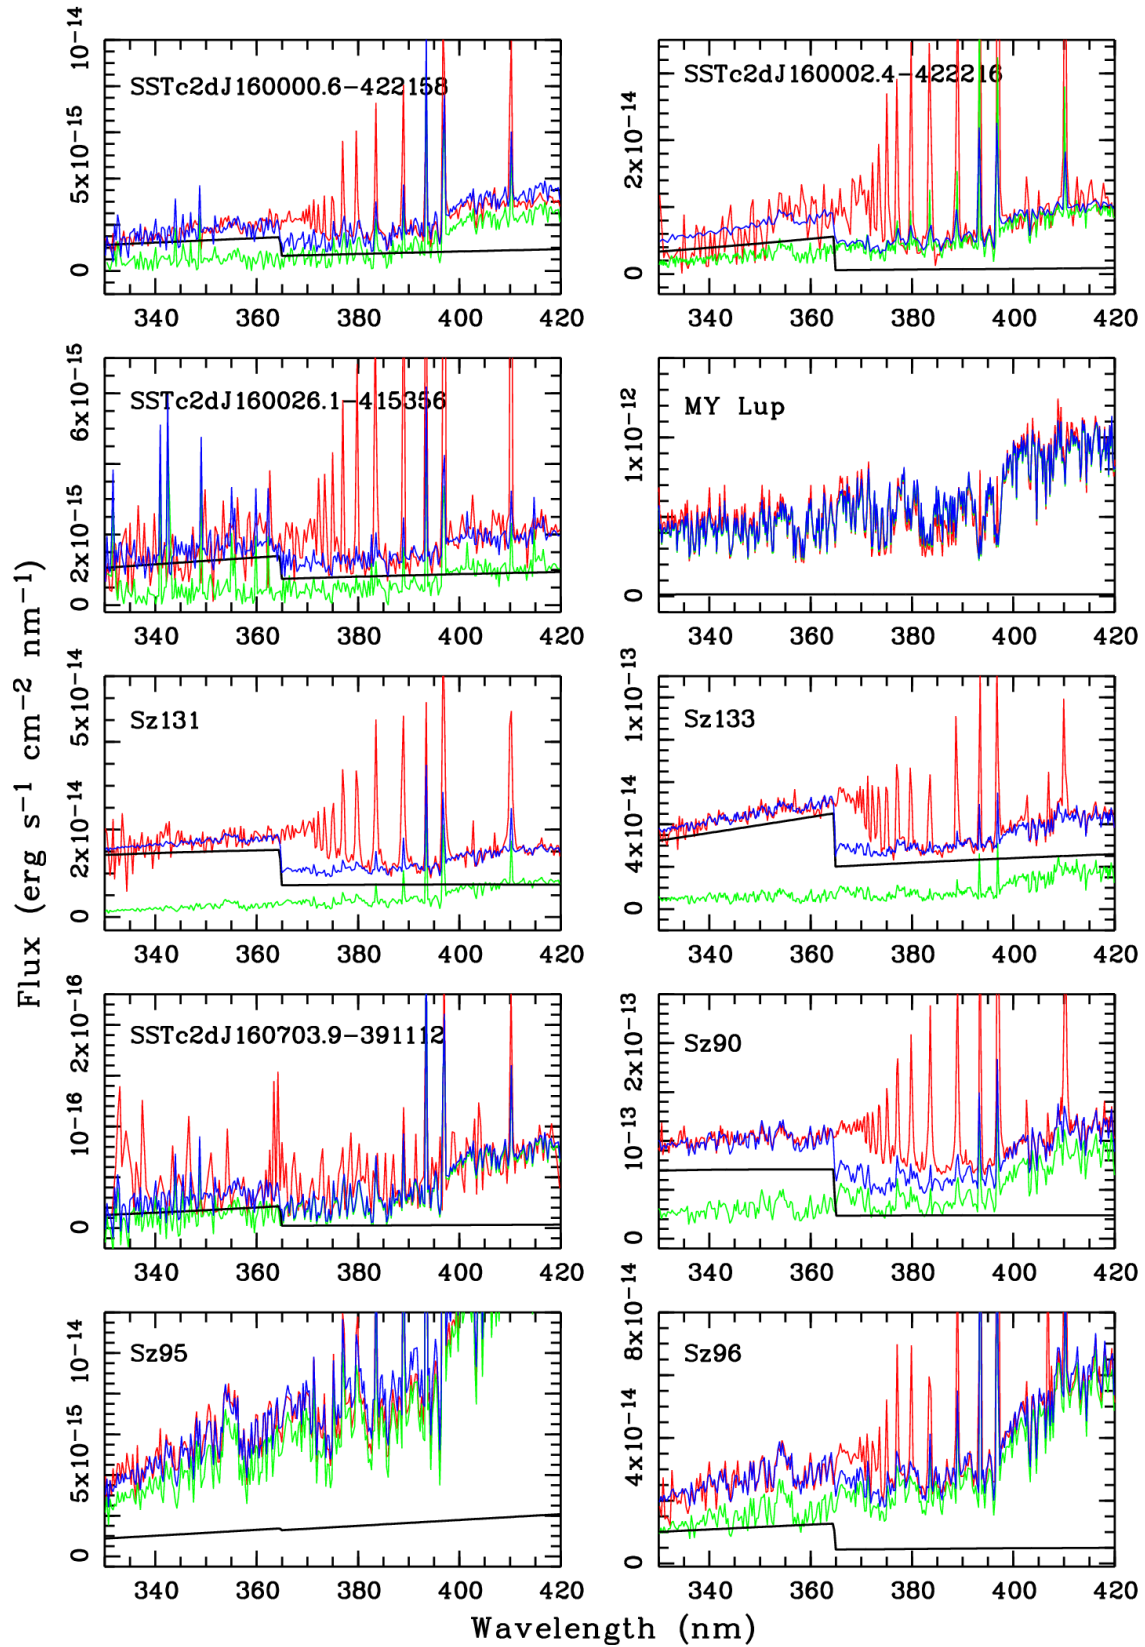 Flux (erg s−1 cm−2 nm−1)
SSTc2dJ160000.6−422158
0
5x10−15
10−14
340 360 380 400 420
SSTc2dJ160002.4−422216
0
2x10−14
340 360 380 400 420
SSTc2dJ160026.1−415356
0
2x10−15
6x10−15
340 360 380 400 420
MY Lup
0
1x10−12
340 360 380 400 420
Sz131
0
2x10−14
5x10−14
340 360 380 400 420
Sz133
0
4x10−14
1x10−13
340 360 380 400 420
SSTc2dJ160703.9−391112
0
10−16
2x10−16
340 360 380 400 420
Sz90
0
10−13
2x10−13
340 360 380 400 420
Sz95
0
5x10−15
10−14
340 360 380 400 420
Sz96
0
4x10−14
8x10−14
340 360 380 400 420
Wavelength (nm)